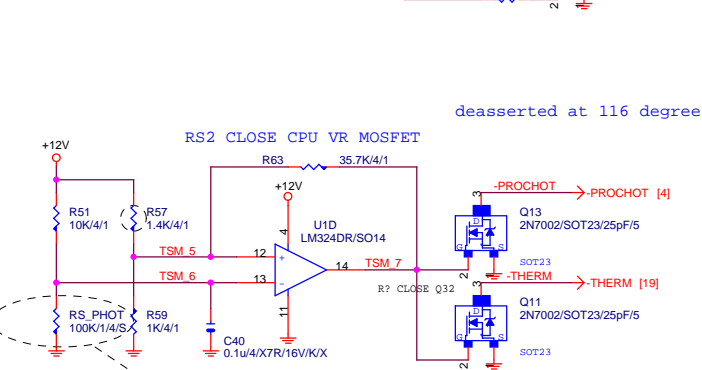 2
deasserted at 116 degree
RS2 CLOSE CPU VR MOSFET
+12V
R63
35.7K/4/1
+12V
-PROCHOT
-PROCHOT [4]
3
R51
10K/4/1
R57
1.4K/4/1
U1D
LM324DR/SO14
4
D
G
S
Q13
2N7002/SOT23/25pF/5
SOT23
TSM_5
12
+
TSM_6
13
-
14
TSM_7
2
-THERM
-THERM [19]
R? CLOSE Q32
3
11
RS_PHOT
100K/1/4/S
R59
1K/4/1
C40
0.1u/4/X7R/16V/K/X
D
G
S
Q11
2N7002/SOT23/25pF/5
SOT23
2